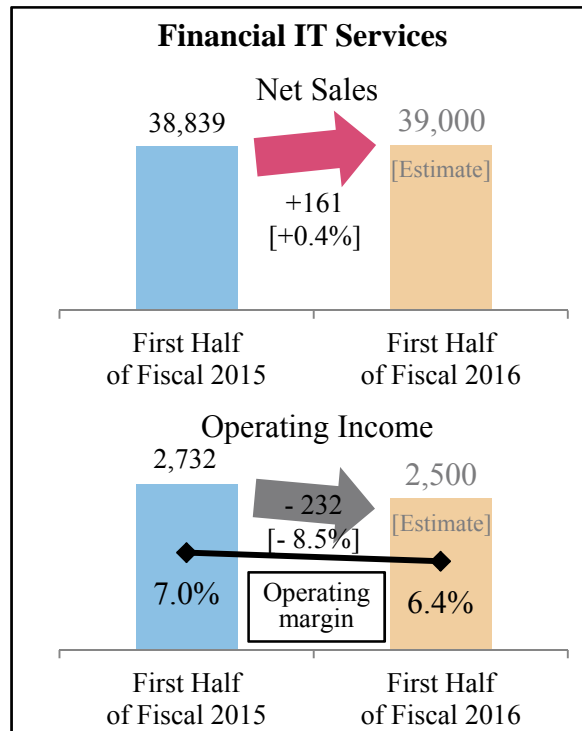 Financial IT Services
Net Sales
38,839
39,000
[Estimate]
+161
[+0.4%]
First Half
of Fiscal 2015
First Half
of Fiscal 2016
Operating Income
2,732
2,500
- 232
[- 8.5%]
[Estimate]
7.0%
Operating
margin
6.4%
First Half
of Fiscal 2015
First Half
of Fiscal 2016